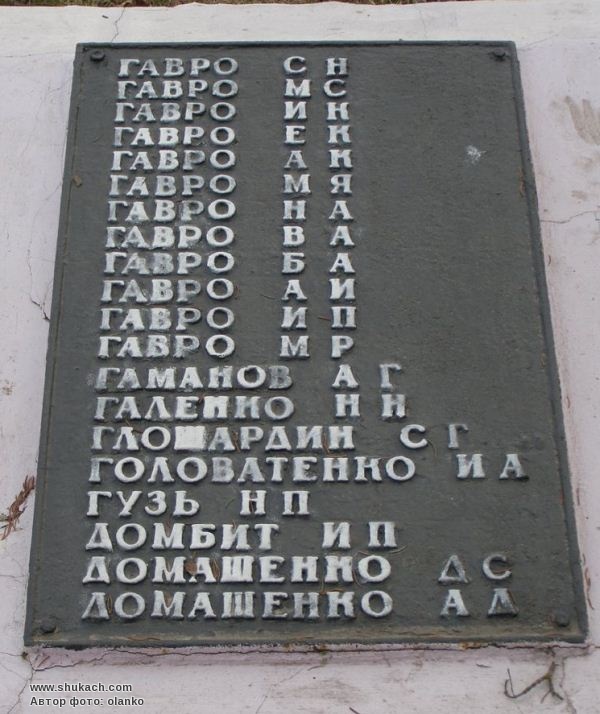 ГАВРО С Н
ГАВРО М С
ГАВРО И К
ГАВРО Е К
ГАВРО А К
ГАВРО М Я
ГАВРО Н А
ГАВРО В А
ГАВРО Б А
ГАВРО А И
ГАВРО И П
ГАВРО М Р
ГАМАНОВ А Г
ГАЛЕНКО Н Н
ГЛОШАРДИН С Г
ГОЛОВАТЕНКО И А
ГУЗЬ Н П
ДОМБИТ И П
ДОМАШЕНКО Д С
ДОМАШЕНКО А Д
www.shukach.com
Автор фото: olanko